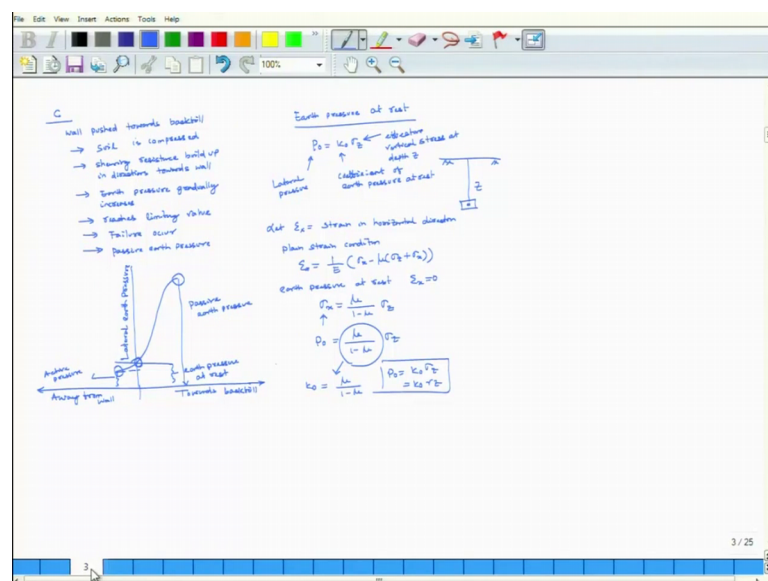 File Edit View Insert Actions Tools Help
B I
100%
C
Wall pushed towards backfill
→ Soil is compressed
→ Shearing resistance build up
in directions towards wall
→ Earth pressure gradually
increase
→ reaches limiting value
→ Failure occur
→ Passive earth pressure
Lateral earth pressure
Passive
earth pressure
Active
pressure
earth pressure
at rest
Away from
wall
Towards backfill
Earth pressure at rest
P₀ = K₀ σz ← effective
vertical stress at
depth Z
Lateral
pressure
coefficient of
earth pressure at rest
Z
Let εx = strain in horizontal direction
plain strain condition
εx = 1/E (σx - μ(σz + σx))
earth pressure at rest εx = 0
σx = μ/(1-μ) σz
P₀ = μ/(1-μ) σz
K₀ = μ/(1-μ)
P₀ = K₀ σz
= K₀ γz
3 / 25
3